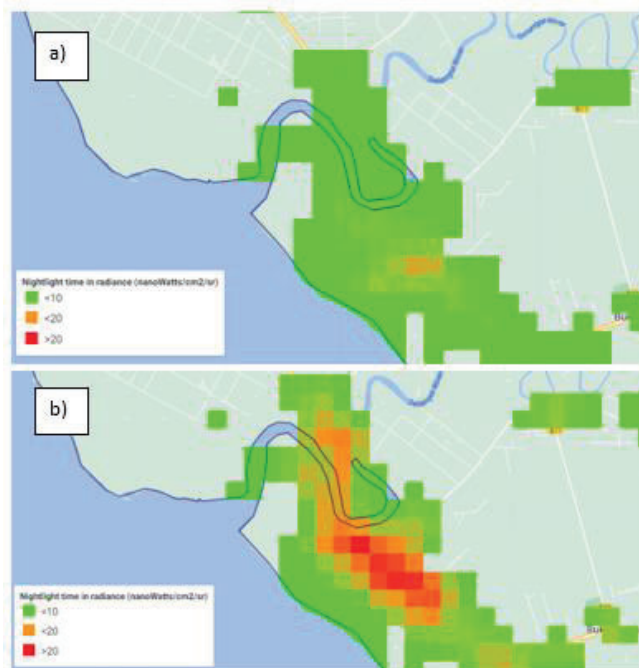 a)
Nightlight time in radiance (nanoWatts/cm2/sr)
<10
<20
>20
b)
Nightlight time in radiance (nanoWatts/cm2/sr)
<10
<20
>20